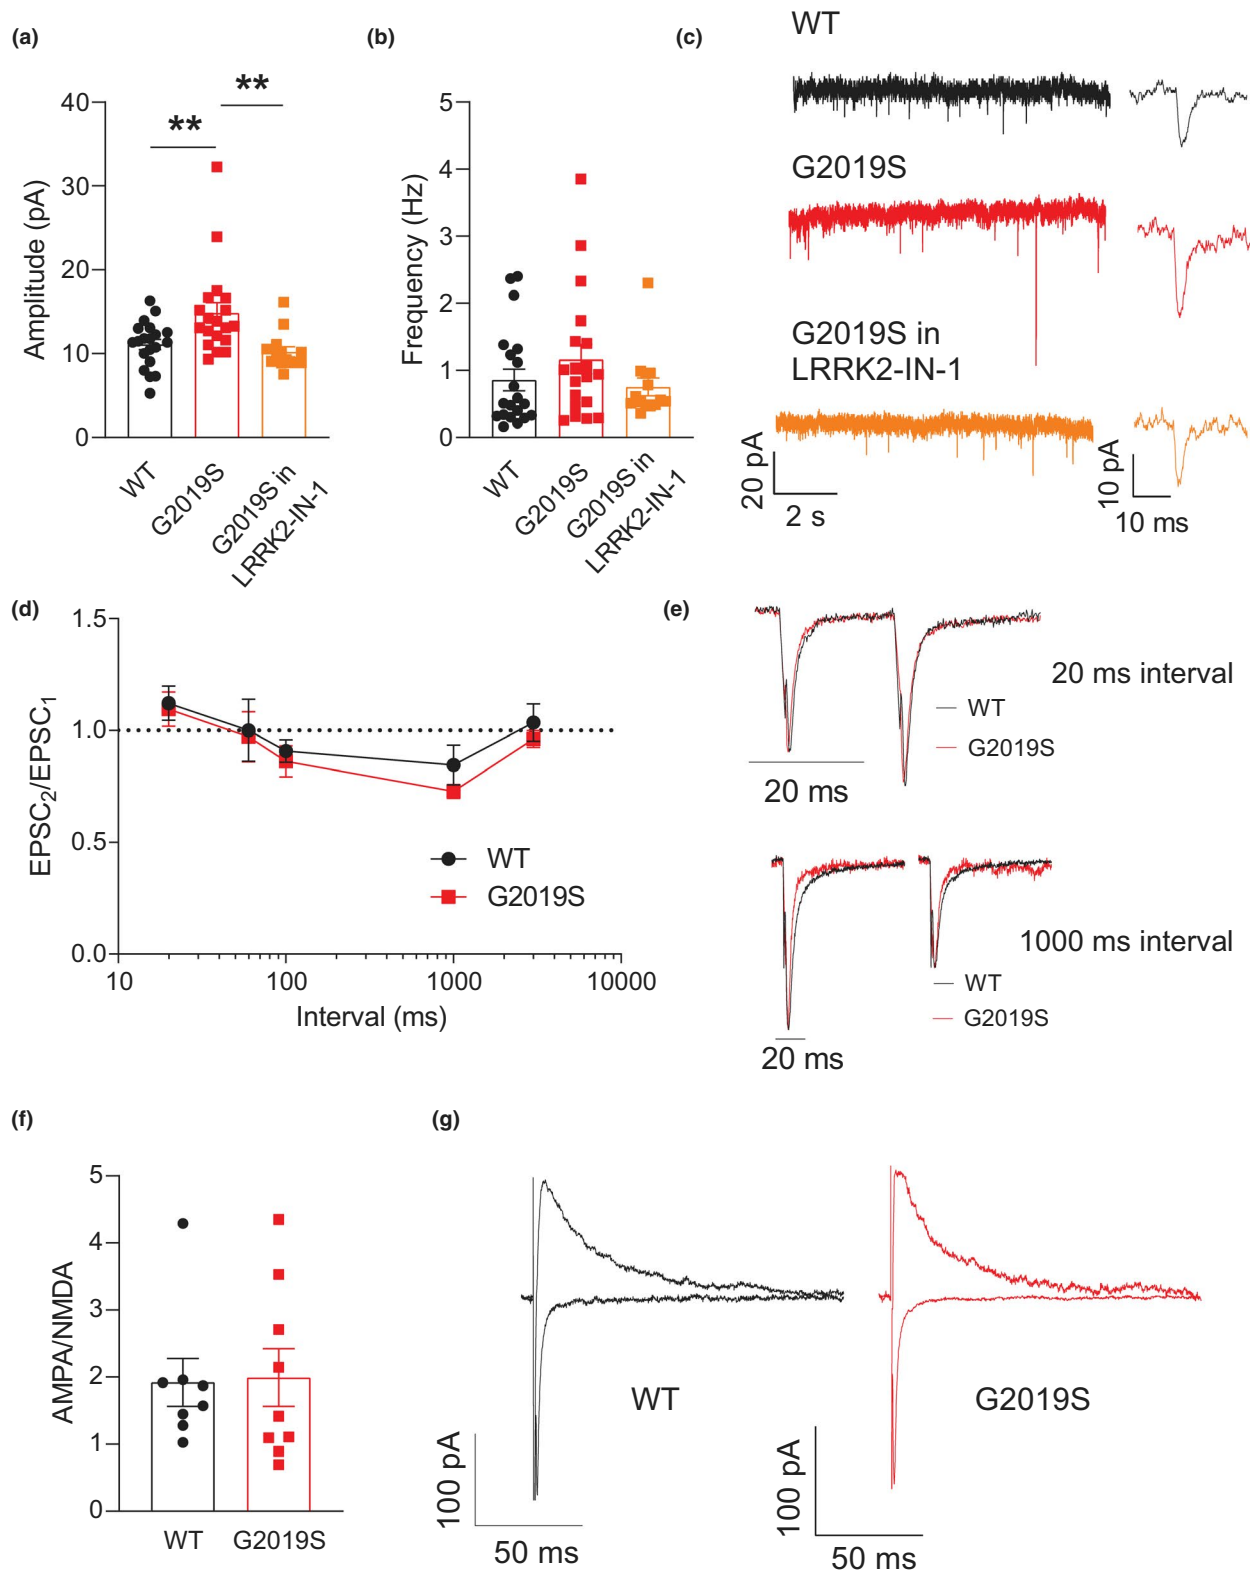 (a)
40
30
20
10
0
Amplitude (pA)
**
**
WT
G2019S
G2019S in
LRRK2-IN-1
(b)
5
4
3
2
1
0
Frequency (Hz)
WT
G2019S
G2019S in
LRRK2-IN-1
(c)
WT
G2019S
G2019S in
LRRK2-IN-1
20 pA
2 s
10 pA
10 ms
(d)
1.5
1.0
0.5
0.0
EPSC2/EPSC1
WT
G2019S
10
100
1000
10000
Interval (ms)
(e)
20 ms interval
WT
G2019S
20 ms
1000 ms interval
WT
G2019S
20 ms
(f)
5
4
3
2
1
0
AMPA/NMDA
WT
G2019S
(g)
WT
100 pA
50 ms
G2019S
100 pA
50 ms